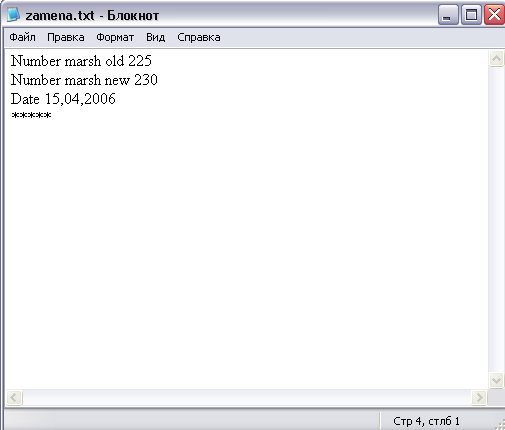 zamena.txt - Блокнот
Файл Правка Формат Вид Справка
Number marsh old 225
Number marsh new 230
Date 15,04,2006
*****
Стр 4, стлб 1